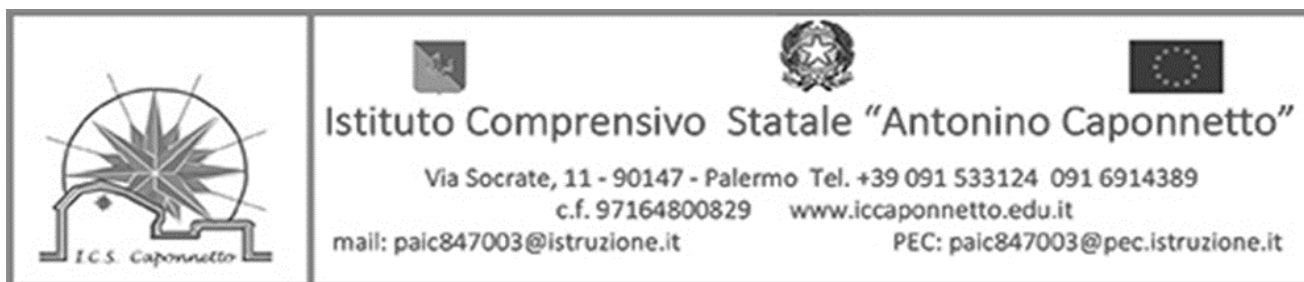 I.C.S. Caponnetto
Istituto Comprensivo Statale “Antonino Caponnetto”
Via Socrate, 11 - 90147 - Palermo Tel. +39 091 533124 091 6914389
c.f. 97164800829 www.iccaponnetto.edu.it
mail: paic847003@istruzione.it PEC: paic847003@pec.istruzione.it